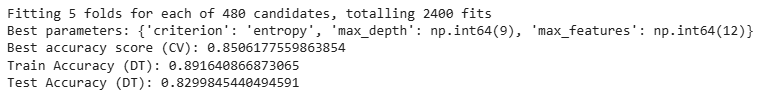 Fitting 5 folds for each of 480 candidates, totalling 2400 fits
Best parameters: {'criterion': 'entropy', 'max_depth': np.int64(9), 'max_features': np.int64(12)}
Best accuracy score (CV): 0.8506177559863854
Train Accuracy (DT): 0.891640866873065
Test Accuracy (DT): 0.8299845440494591